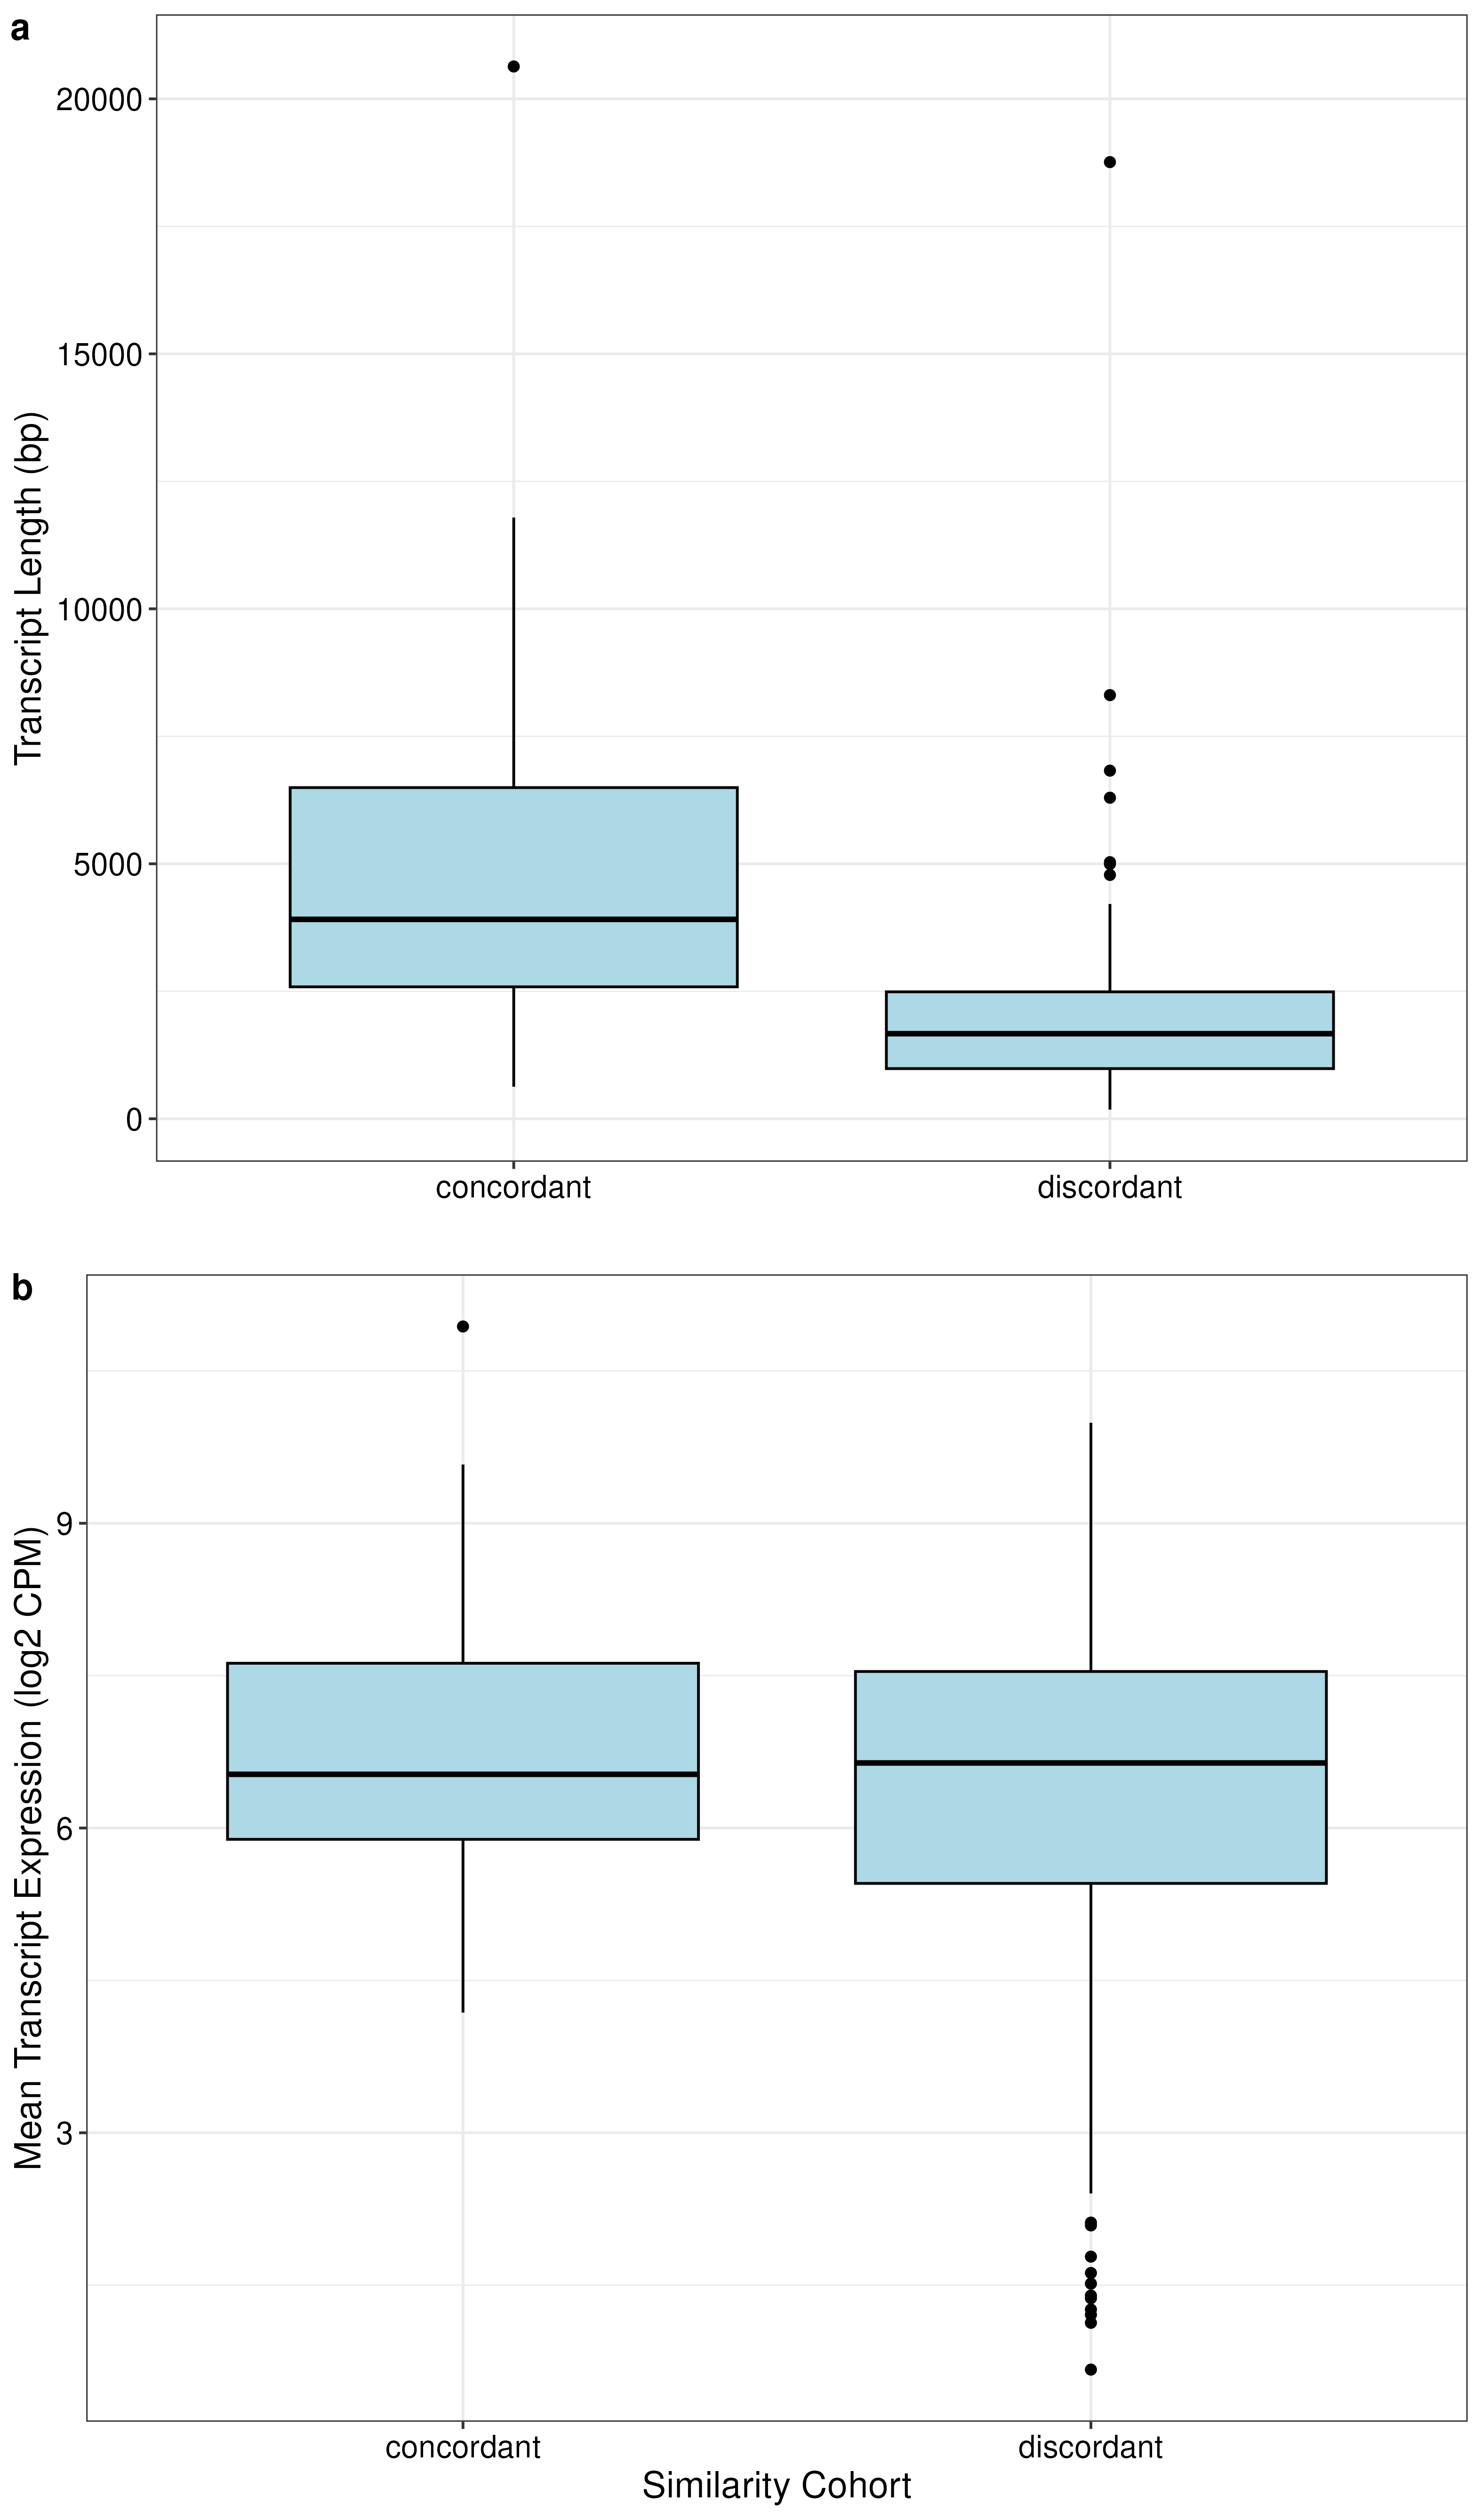 a
Transcript Length (bp)
20000
15000
10000
5000
0
concordant discordant
b
Mean Transcript Expression (log2 CPM)
9
6
3
concordant discordant
Similarity Cohort